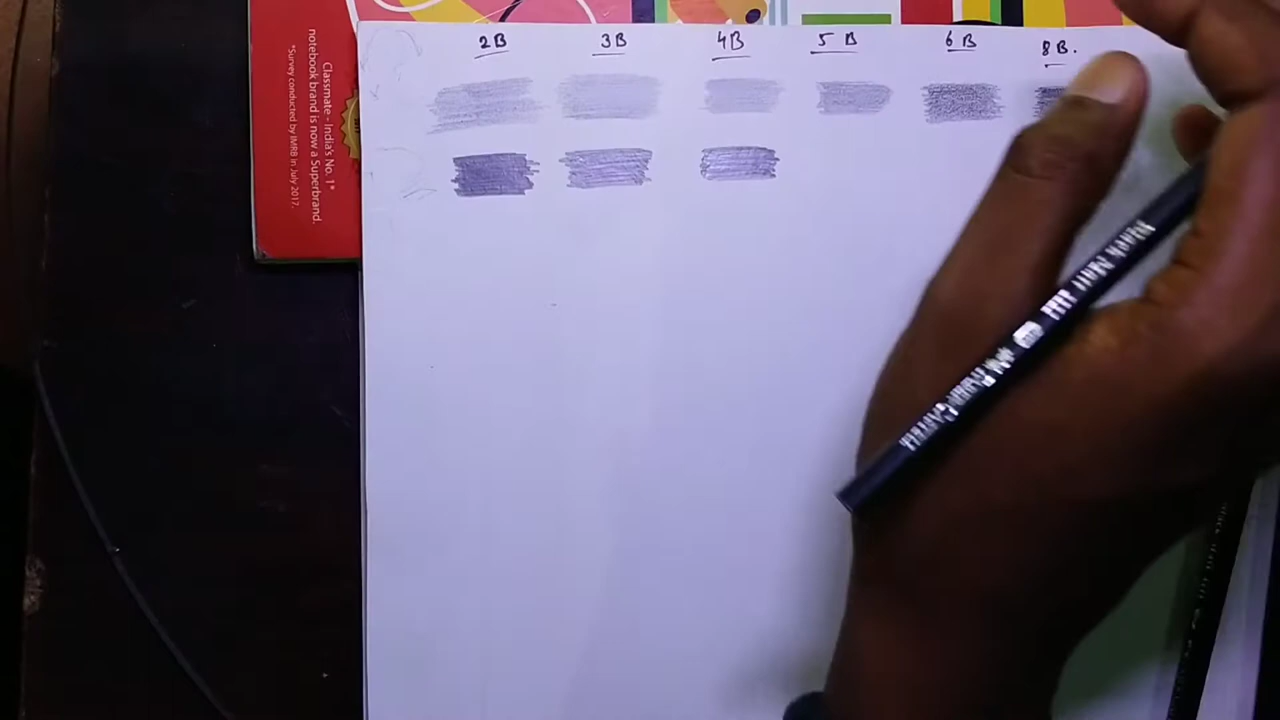 2B 3B 4B 5 B 6B 8B.
Classmate - India's No. 1*
notebook brand is now a Superbrand.
*Survey conducted by IMRB in July 2017.